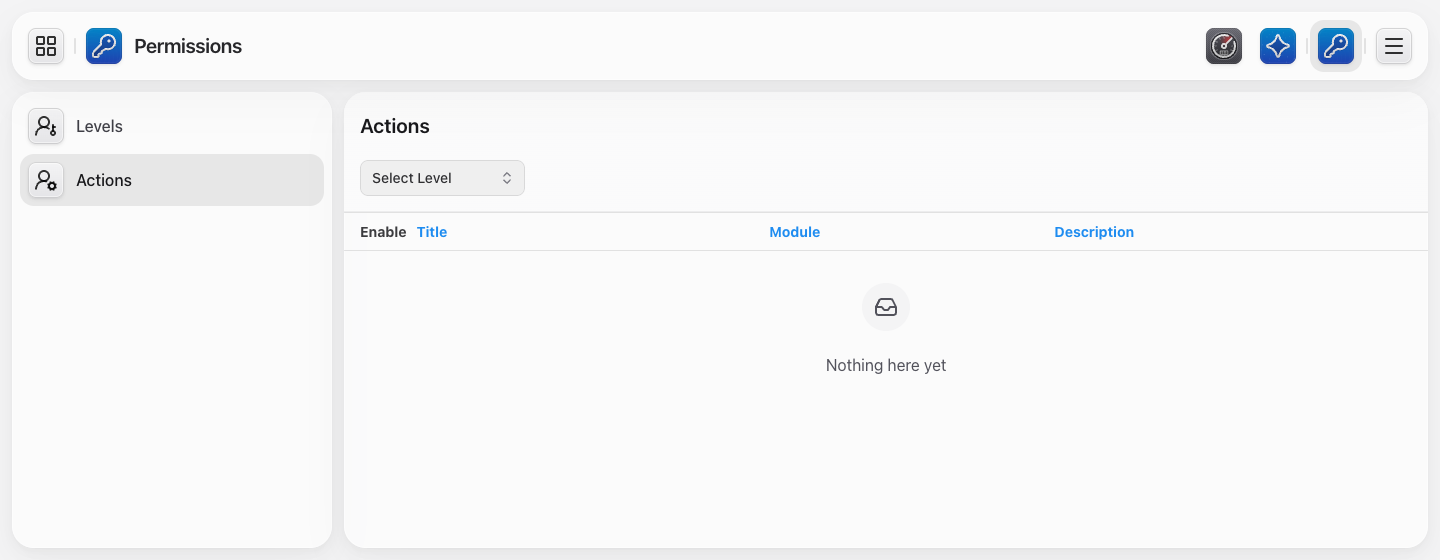 Permissions
Levels
Actions
Actions
Select Level
Enable Title Module Description
Nothing here yet